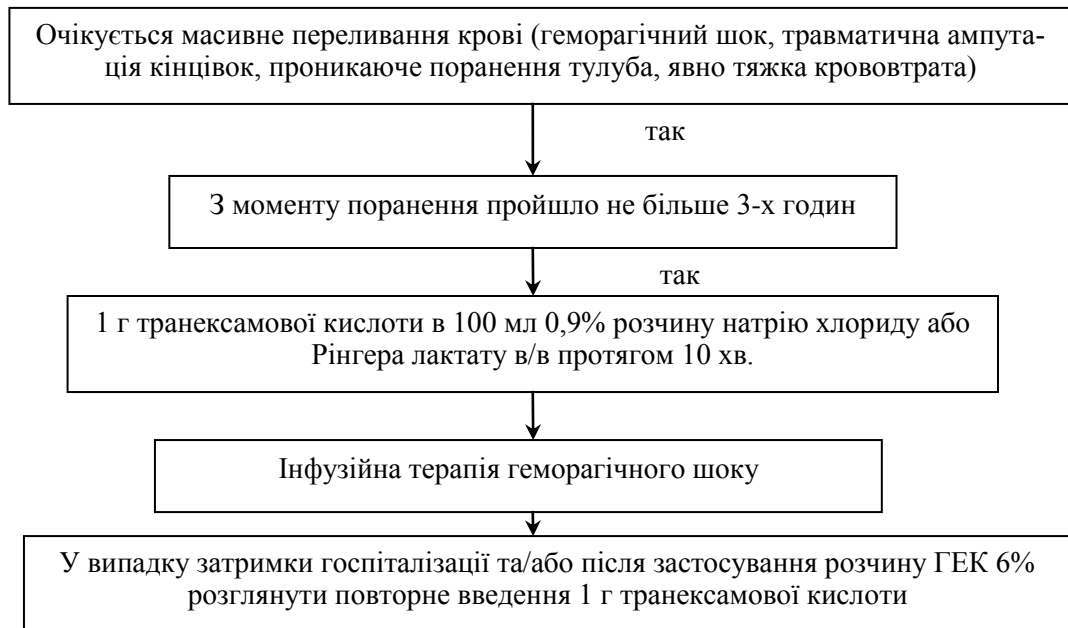 Очікується масивне переливання крові (геморагічний шок, травматична ампута-
ція кінцівок, проникаюче поранення тулуба, явно тяжка крововтрата)
так
З моменту поранення пройшло не більше 3-х годин
так
1 г транексамової кислоти в 100 мл 0,9% розчину натрію хлориду або
Рінгера лактату в/в протягом 10 хв.
Інфузійна терапія геморагічного шоку
У випадку затримки госпіталізації та/або після застосування розчину ГЕК 6%
розглянути повторне введення 1 г транексамової кислоти